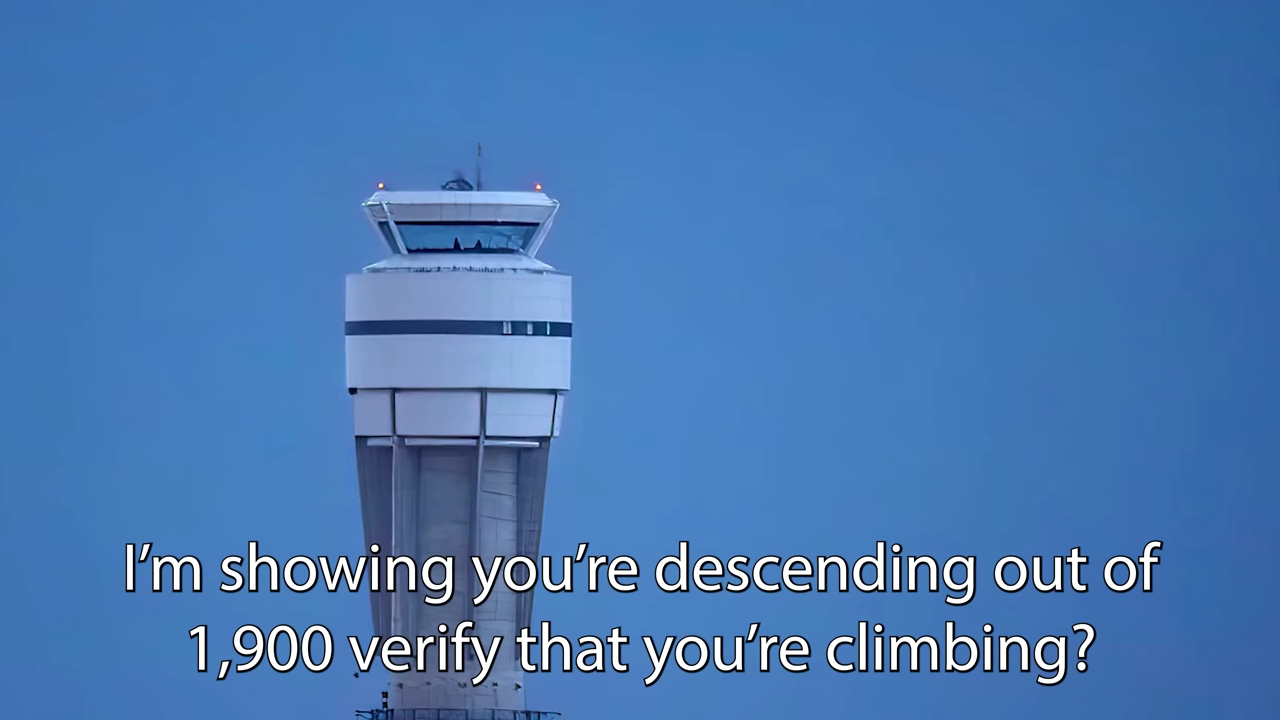 I’m showing you’re descending out of
1,900 verify that you’re climbing?